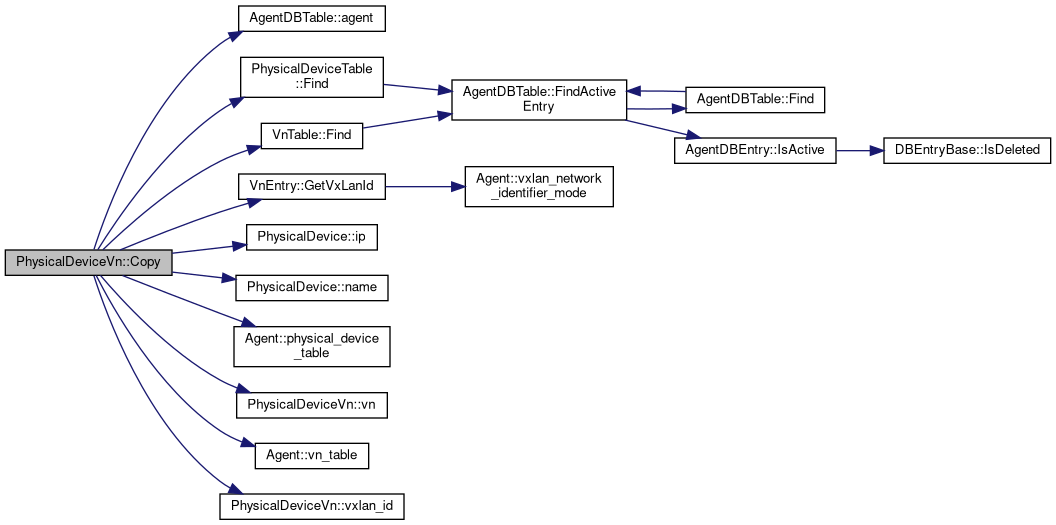 AgentDBTable::agent
PhysicalDeviceTable
::Find
AgentDBTable::FindActive
Entry
AgentDBTable::Find
VnTable::Find
AgentDBEntry::IsActive
DBEntryBase::IsDeleted
VnEntry::GetVxLanId
Agent::vxlan_network
_identifier_mode
PhysicalDevice::ip
PhysicalDeviceVn::Copy
PhysicalDevice::name
Agent::physical_device
_table
PhysicalDeviceVn::vn
Agent::vn_table
PhysicalDeviceVn::vxlan_id